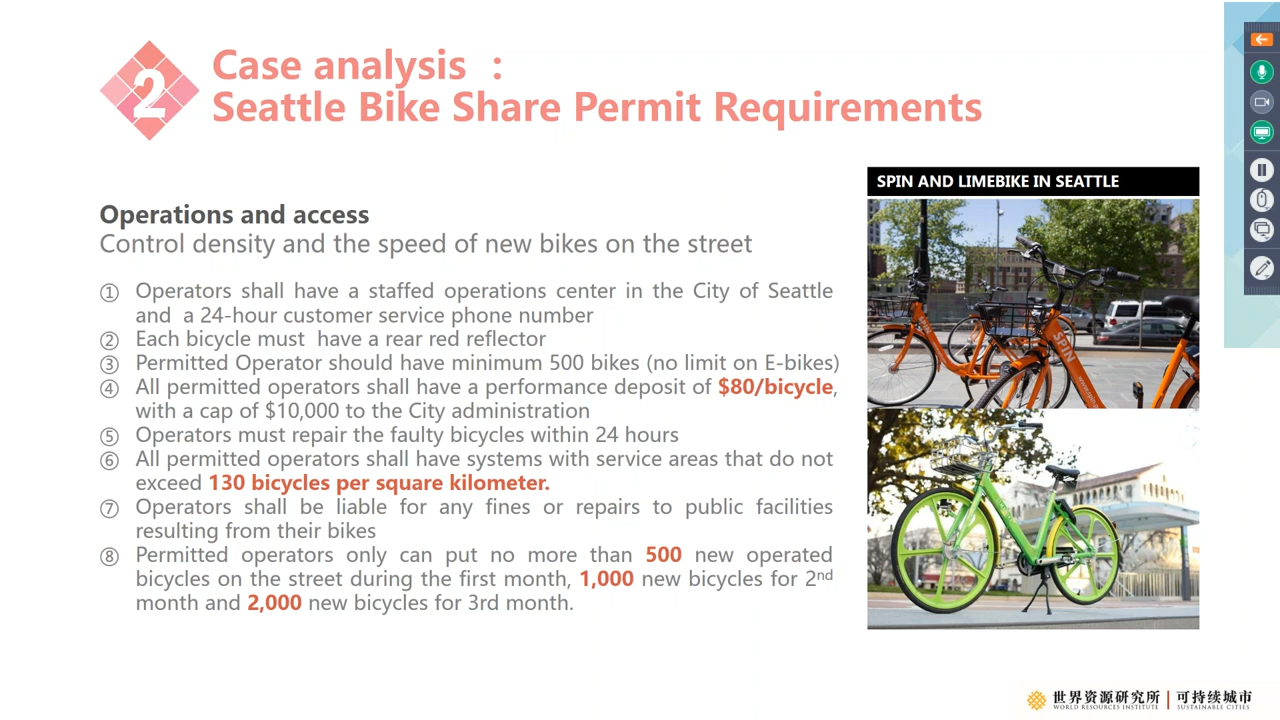 2
Case analysis ：
Seattle Bike Share Permit Requirements
Operations and access
Control density and the speed of new bikes on the street
① Operators shall have a staffed operations center in the City of Seattle
and a 24-hour customer service phone number
② Each bicycle must have a rear red reflector
③ Permitted Operator should have minimum 500 bikes (no limit on E-bikes)
④ All permitted operators shall have a performance deposit of $80/bicycle,
with a cap of $10,000 to the City administration
⑤ Operators must repair the faulty bicycles within 24 hours
⑥ All permitted operators shall have systems with service areas that do not
exceed 130 bicycles per square kilometer.
⑦ Operators shall be liable for any fines or repairs to public facilities
resulting from their bikes
⑧ Permitted operators only can put no more than 500 new operated
bicycles on the street during the first month, 1,000 new bicycles for 2nd
month and 2,000 new bicycles for 3rd month.
SPIN AND LIMEBIKE IN SEATTLE
SPIN
世界资源研究所 | 可持续城市
WORLD RESOURCES INSTITUTE | SUSTAINABLE CITIES